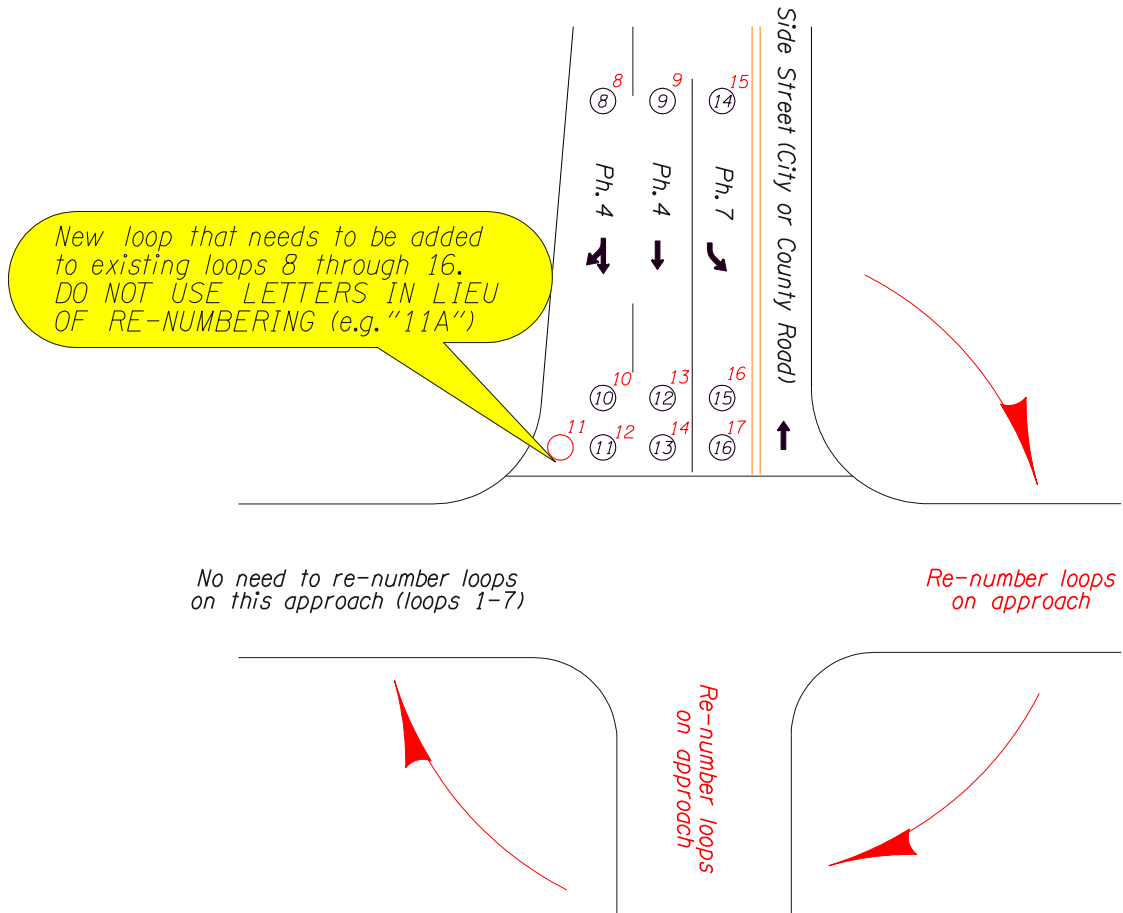 Side Street (City or County Road)
8
9
15
8
9
14
Ph. 4
Ph. 4
Ph. 7
New loop that needs to be added
to existing loops 8 through 16.
DO NOT USE LETTERS IN LIEU
OF RE-NUMBERING (e.g. "11A")
10
13
16
10
12
15
11
12
14
17
11
13
16
No need to re-number loops
on this approach (loops 1-7)
Re-number loops
on approach
Re-number loops
on approach